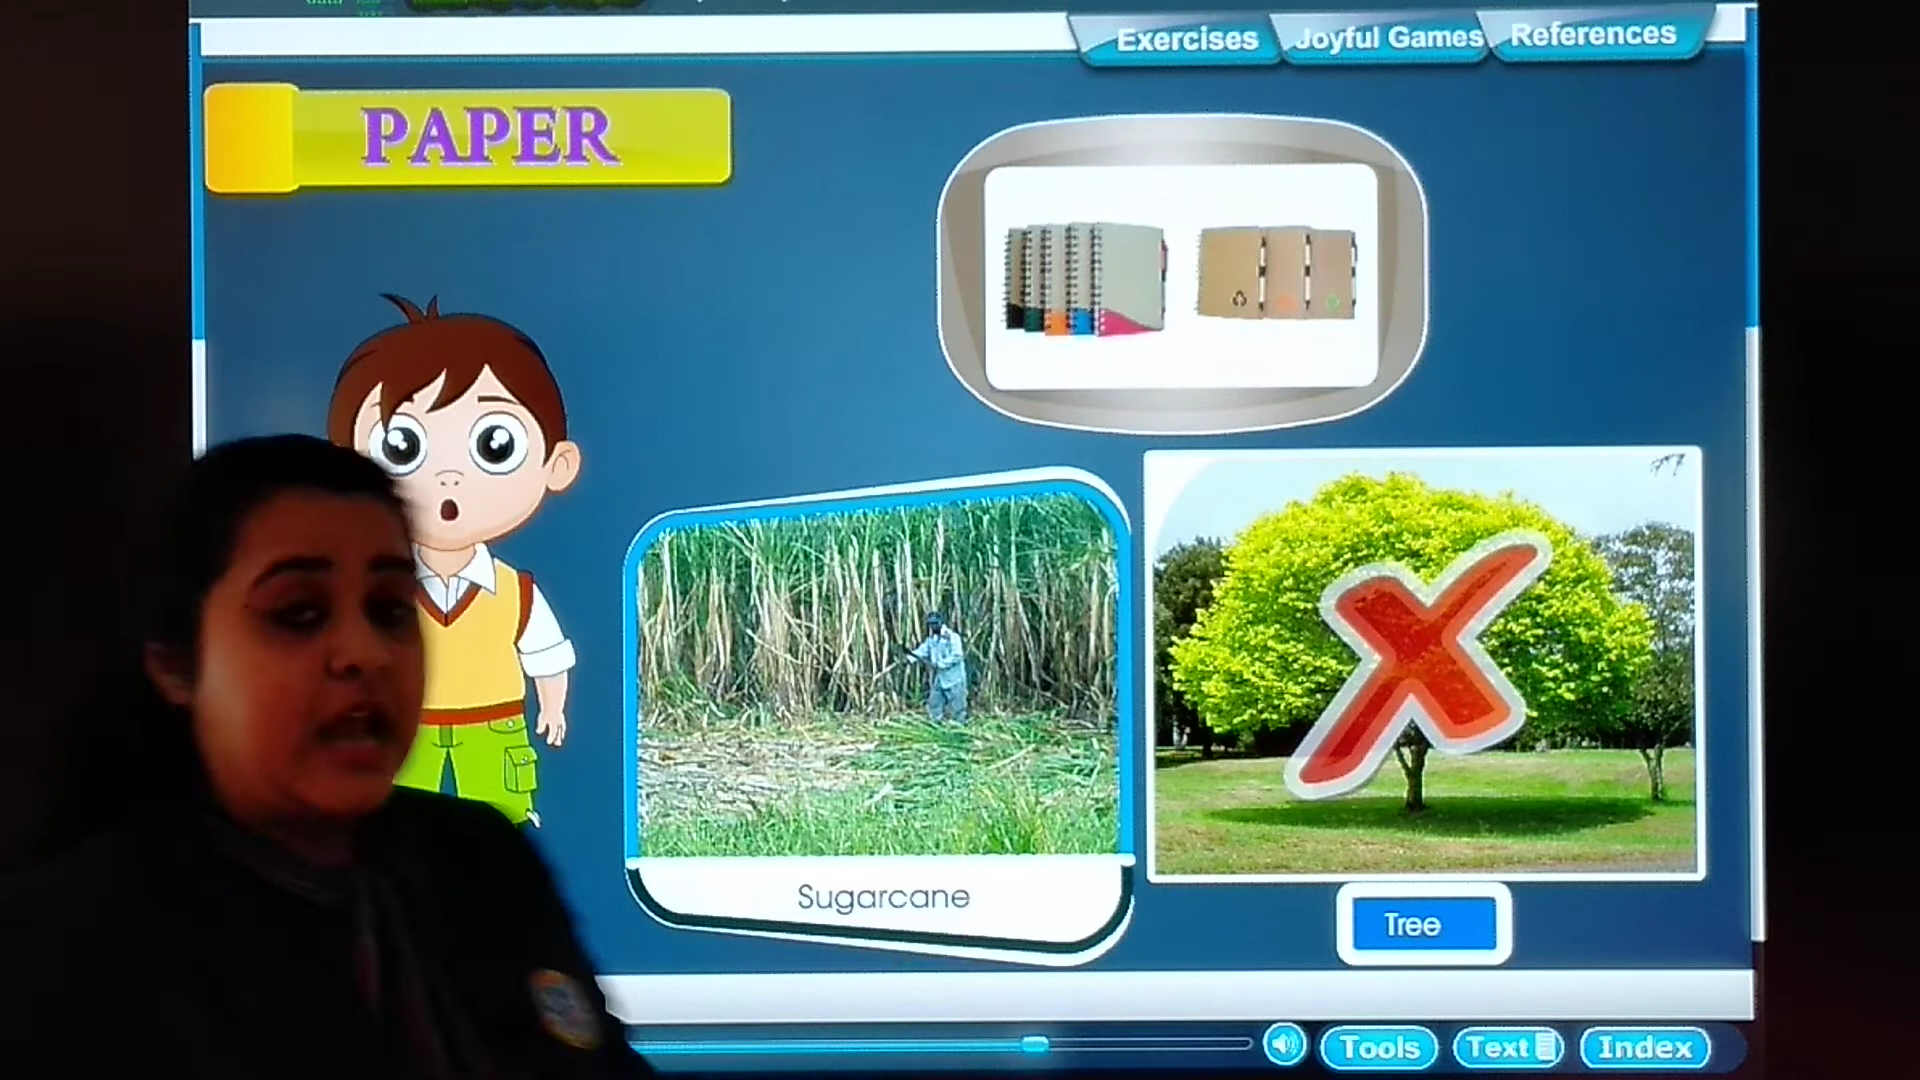 Exercises
Joyful Games
References
PAPER
Sugarcane
Tree
Tools
Text
Index